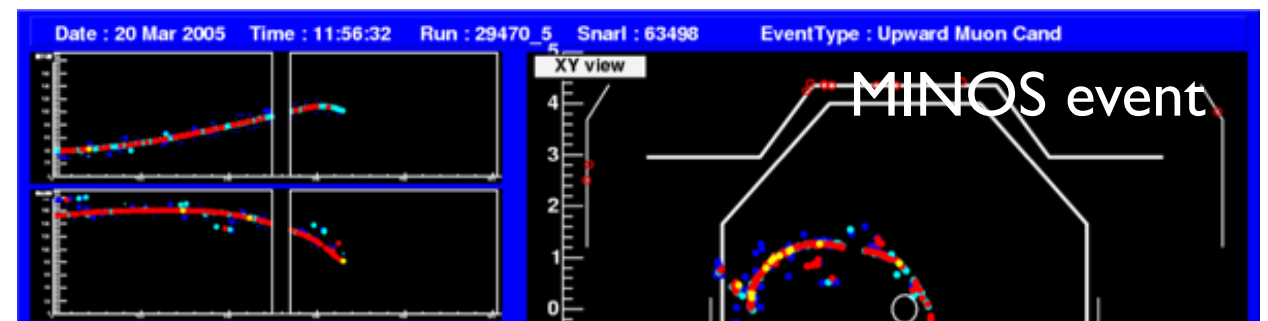 Date : 20 Mar 2005 Time : 11:56:32 Run : 29470_5 Snarl : 63498 EventType : Upward Muon Cand
XY view
MINOS event
5
4
3
2
1
0